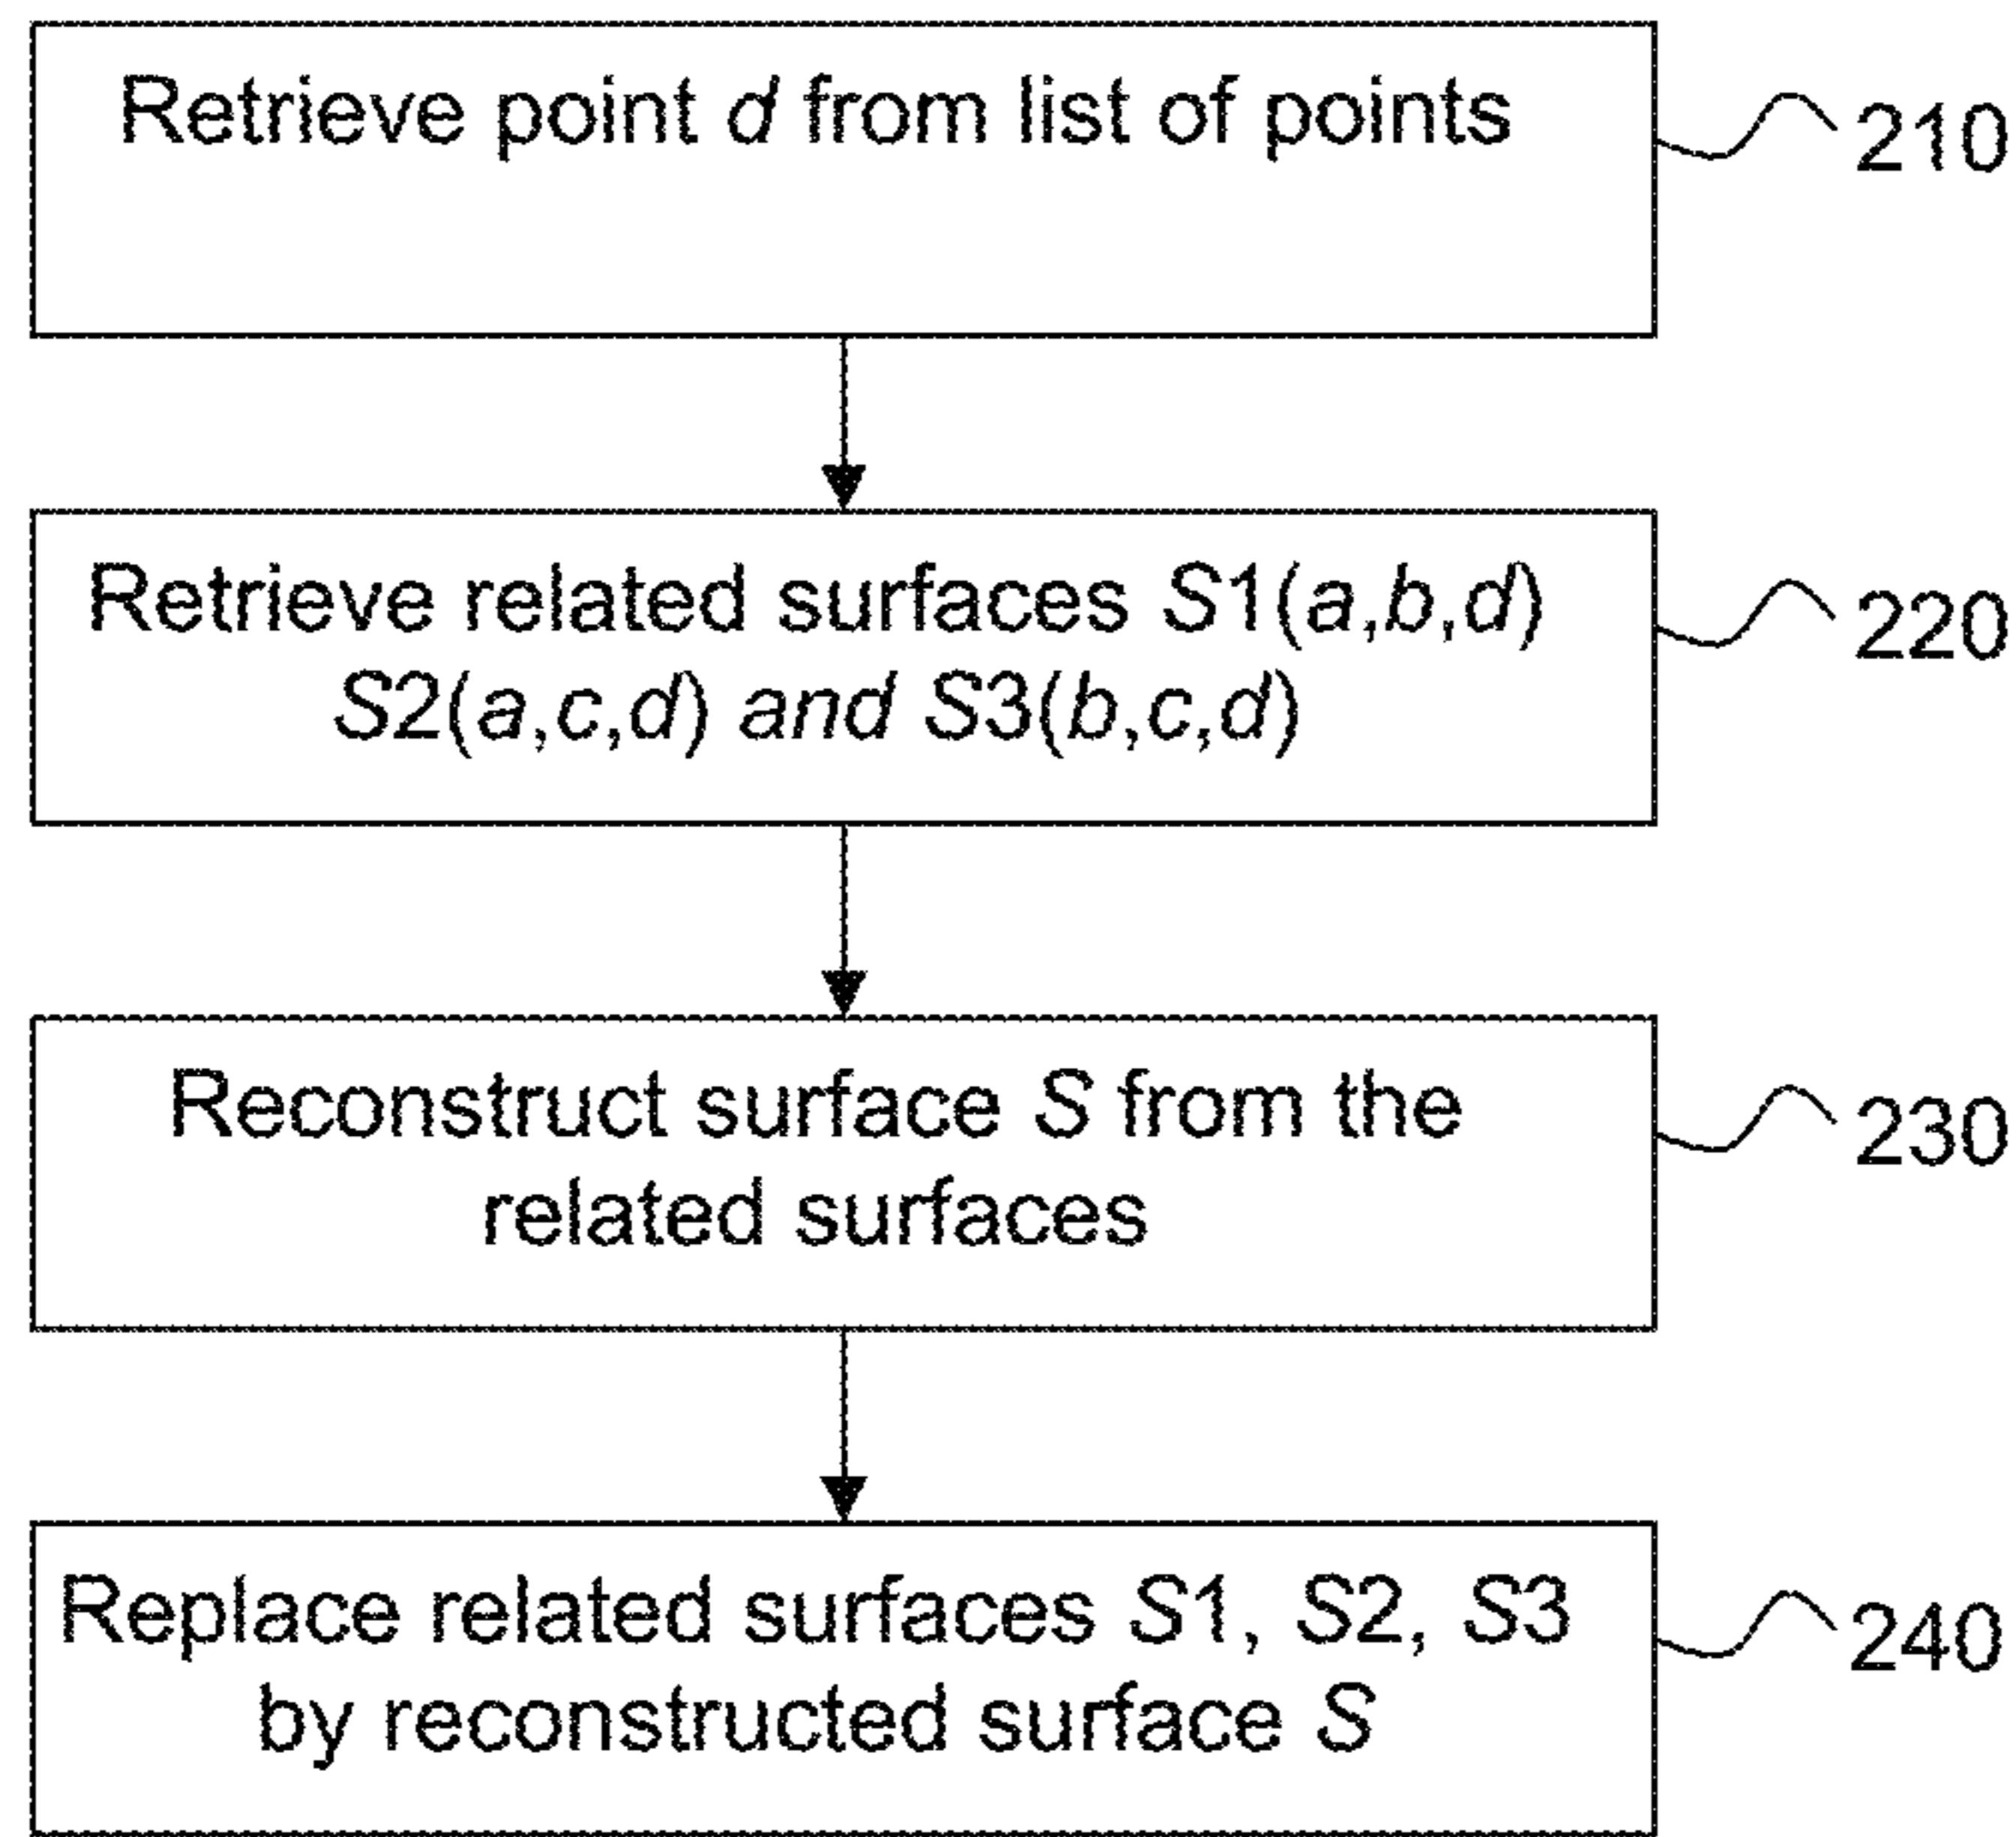 Retrieve point d from list of points
210
Retrieve related surfaces S1(a,b,d)
S2(a,c,d) and S3(b,c,d)
220
Reconstruct surface S from the
related surfaces
230
Replace related surfaces S1, S2, S3
by reconstructed surface S
240